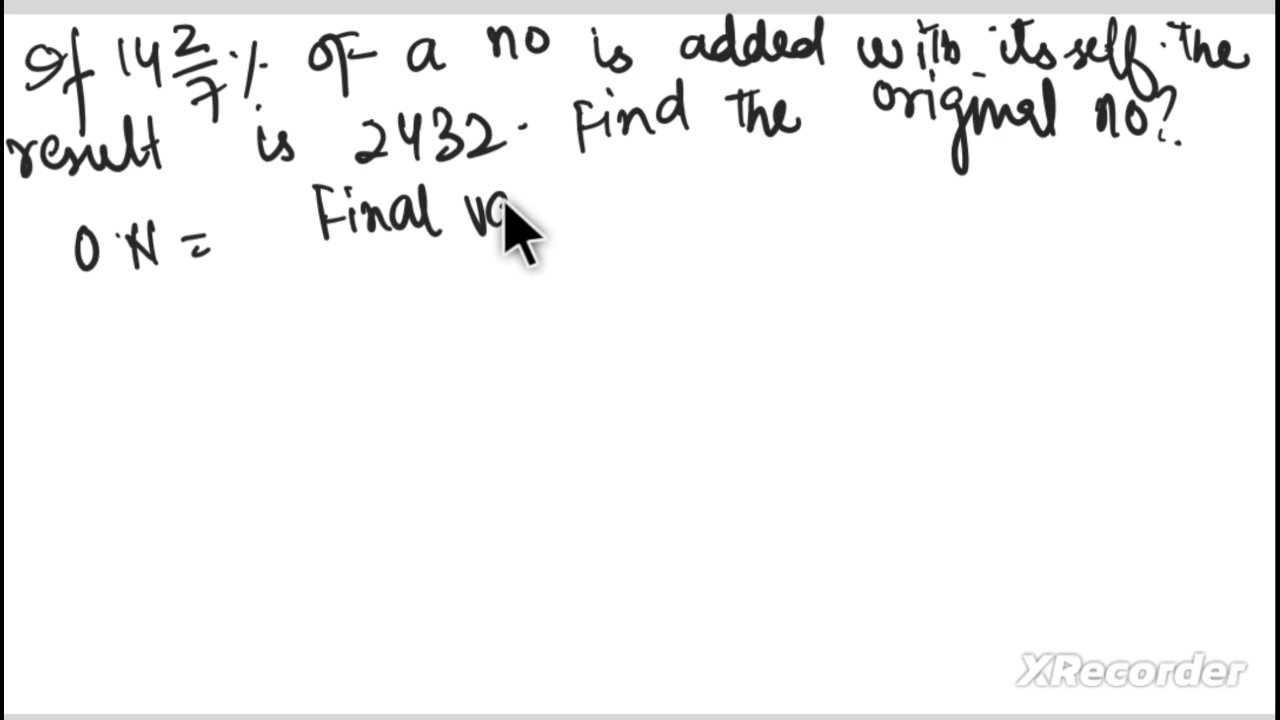 If 14 2/7 % of a no is added with itself. The
result is 2432. Find the original no?
O N = Final va
XRecorder